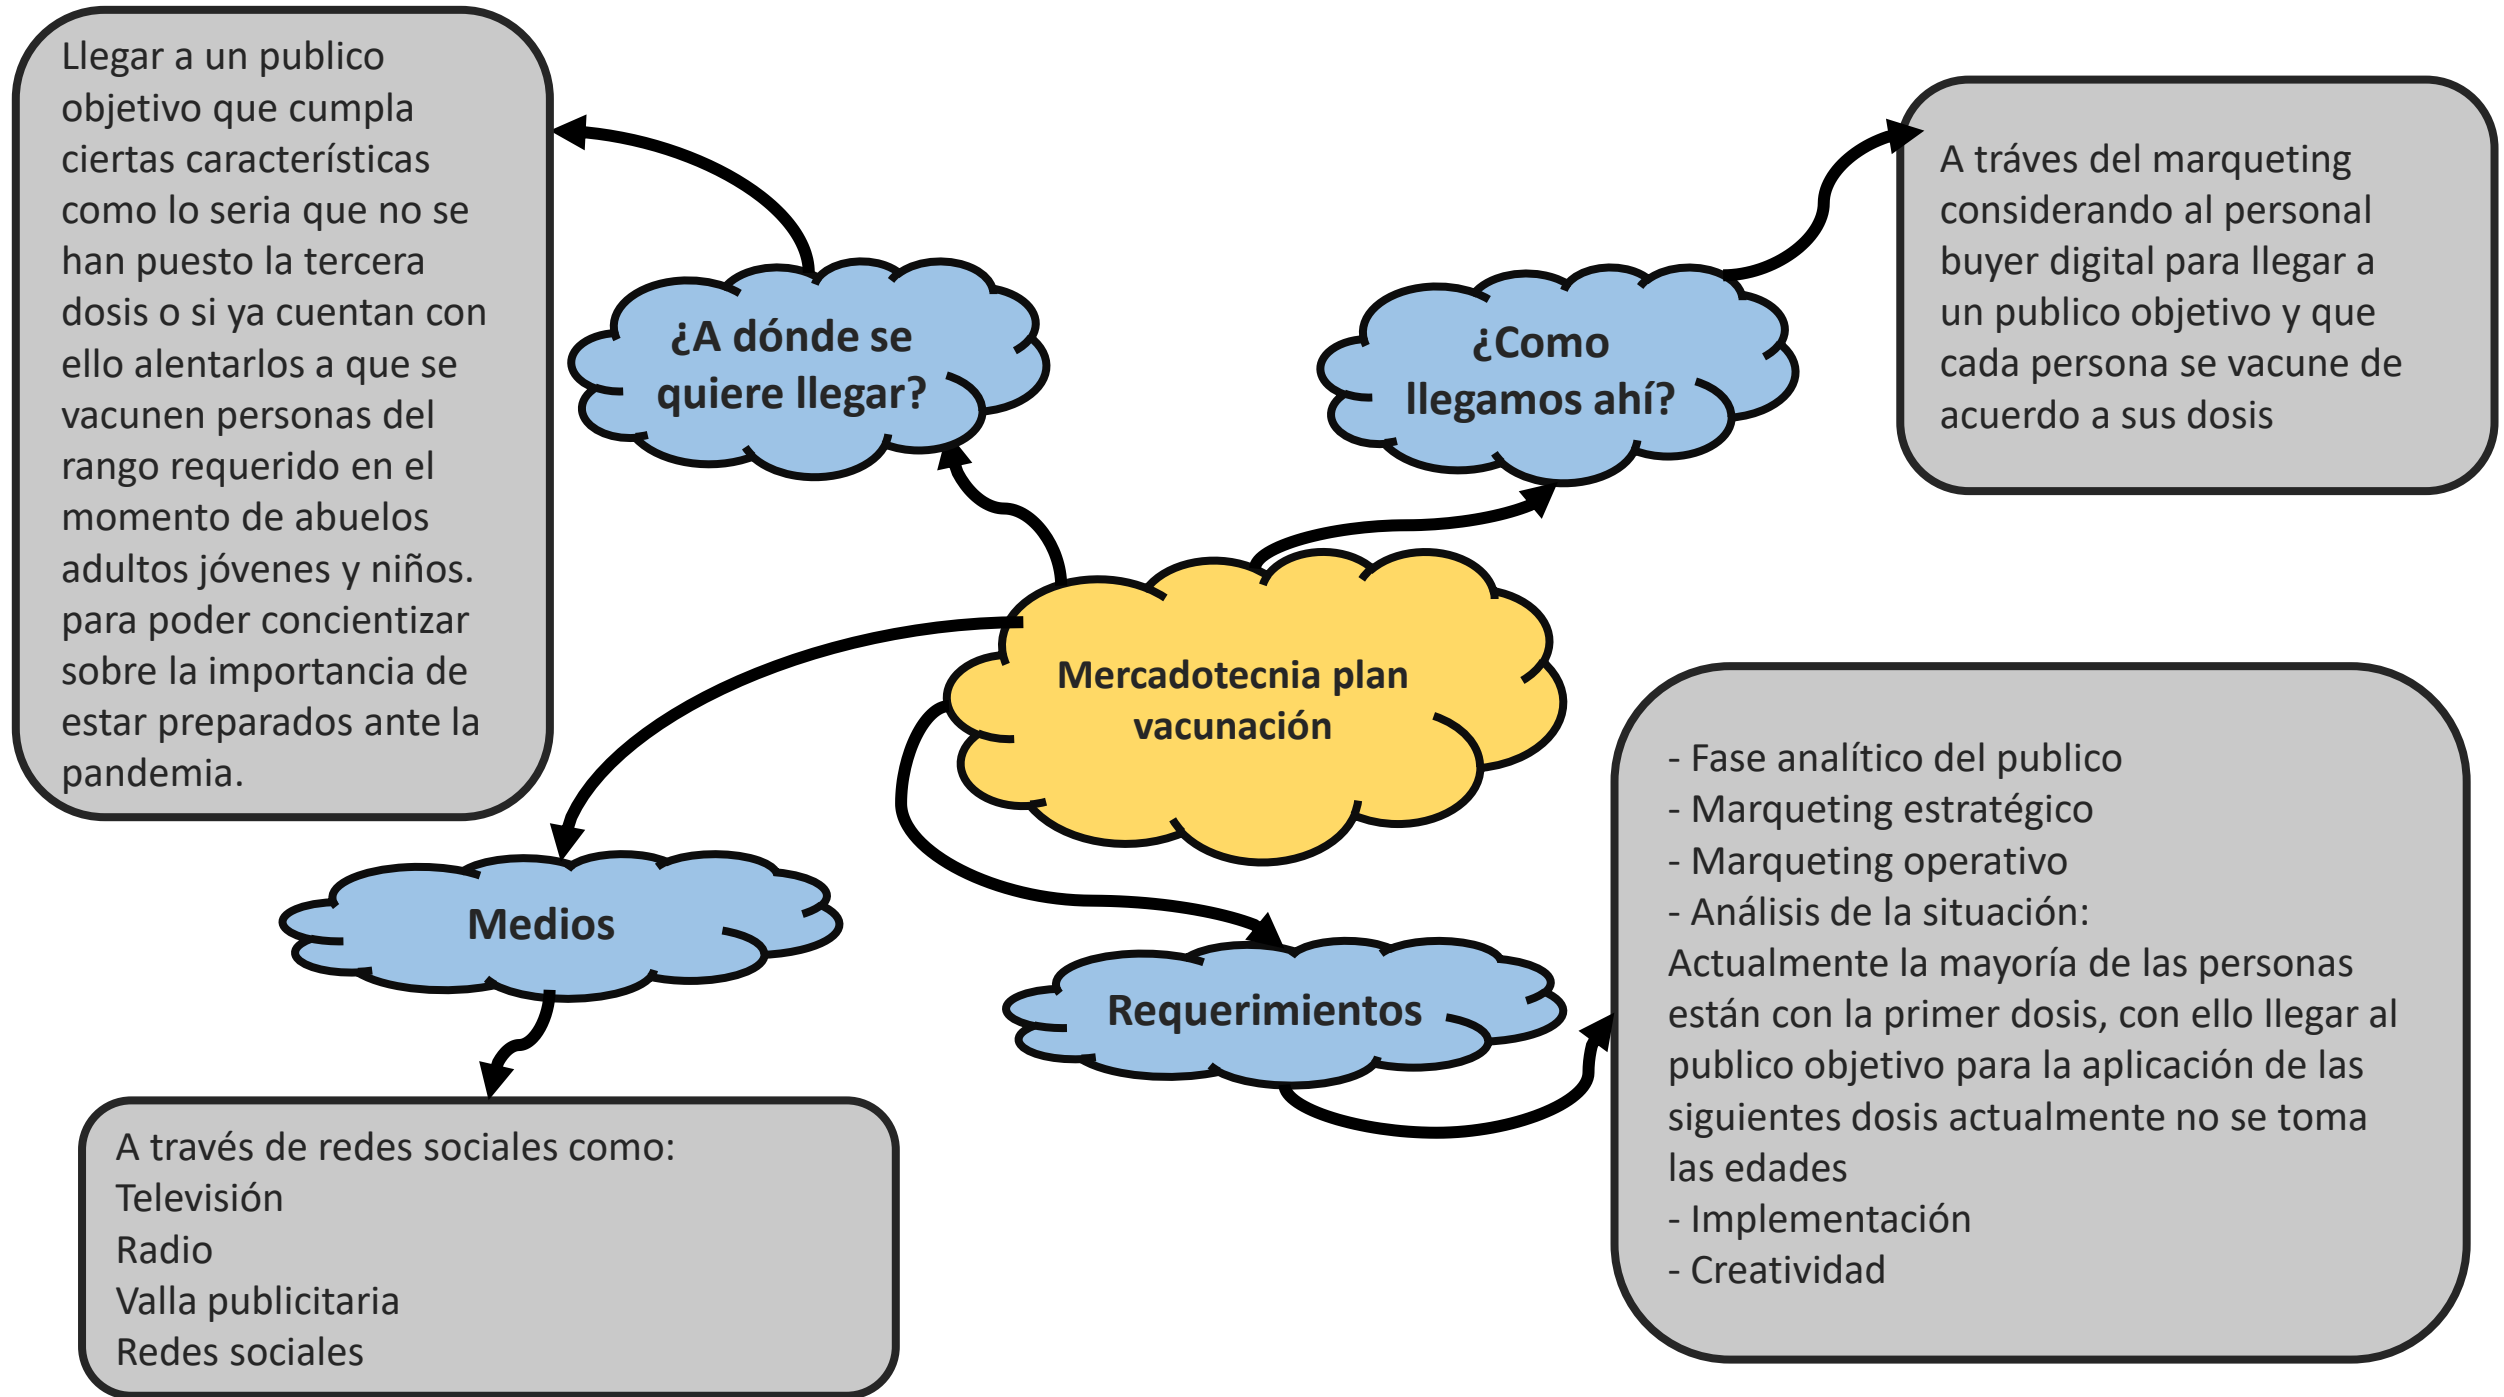 Llegar a un publico
objetivo que cumpla
ciertas características
como lo seria que no se
han puesto la tercera
dosis o si ya cuentan con
ello alentarlos a que se
vacunen personas del
rango requerido en el
momento de abuelos
adultos jóvenes y niños.
para poder concientizar
sobre la importancia de
estar preparados ante la
pandemia.
¿A dónde se
quiere llegar?
¿Como
llegamos ahí?
A tráves del marqueting
considerando al personal
buyer digital para llegar a
un publico objetivo y que
cada persona se vacune de
acuerdo a sus dosis
Mercadotecnia plan
vacunación
Medios
Requerimientos
- Fase analítico del publico
- Marqueting estratégico
- Marqueting operativo
- Análisis de la situación:
Actualmente la mayoría de las personas
están con la primer dosis, con ello llegar al
publico objetivo para la aplicación de las
siguientes dosis actualmente no se toma
las edades
- Implementación
- Creatividad
A través de redes sociales como:
Televisión
Radio
Valla publicitaria
Redes sociales